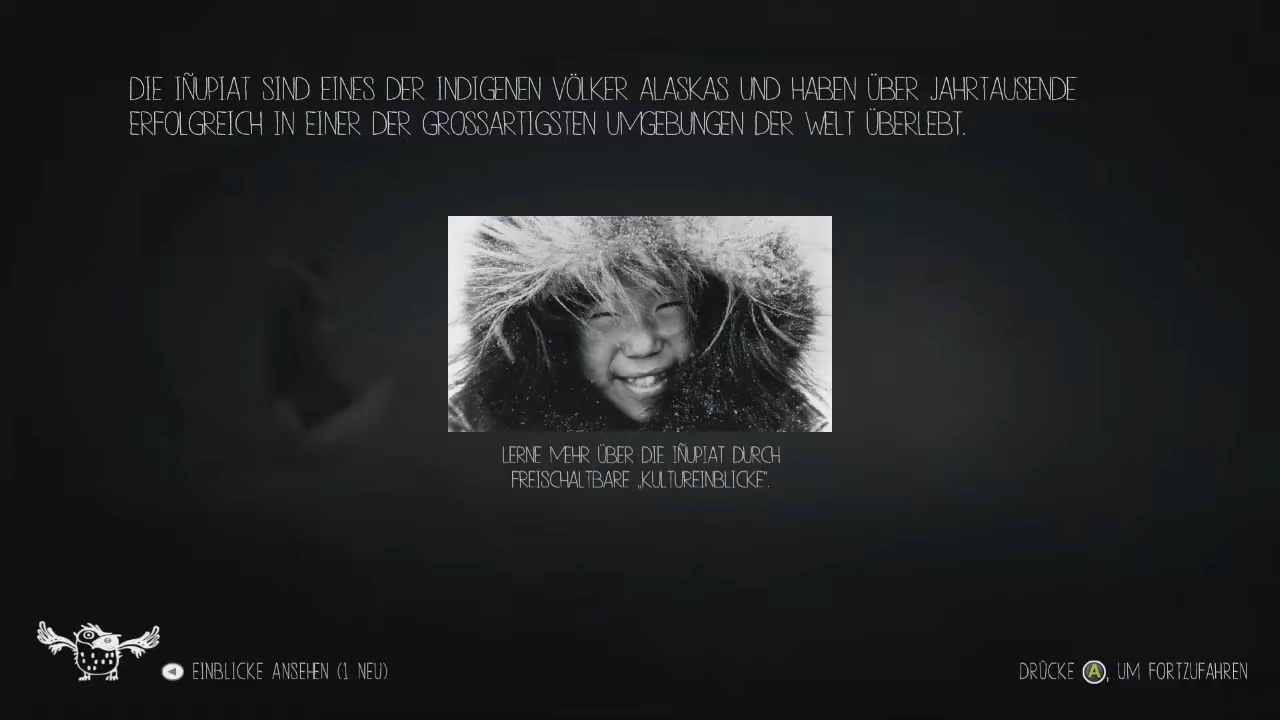 DIE IÑUPIAT SIND EINES DER INDIGENEN VÖLKER ALASKAS UND HABEN ÜBER JAHRTAUSENDE
ERFOLGREICH IN EINER DER GROSSARTIGSTEN UMGEBUNGEN DER WELT ÜBERLEBT.
LERNE MEHR ÜBER DIE IÑUPIAT DURCH
FREISCHALTBARE „KULTUREINBLICKE“.
EINBLICKE ANSEHEN (1 NEU)
DRÜCKE A, UM FORTZUFAHREN